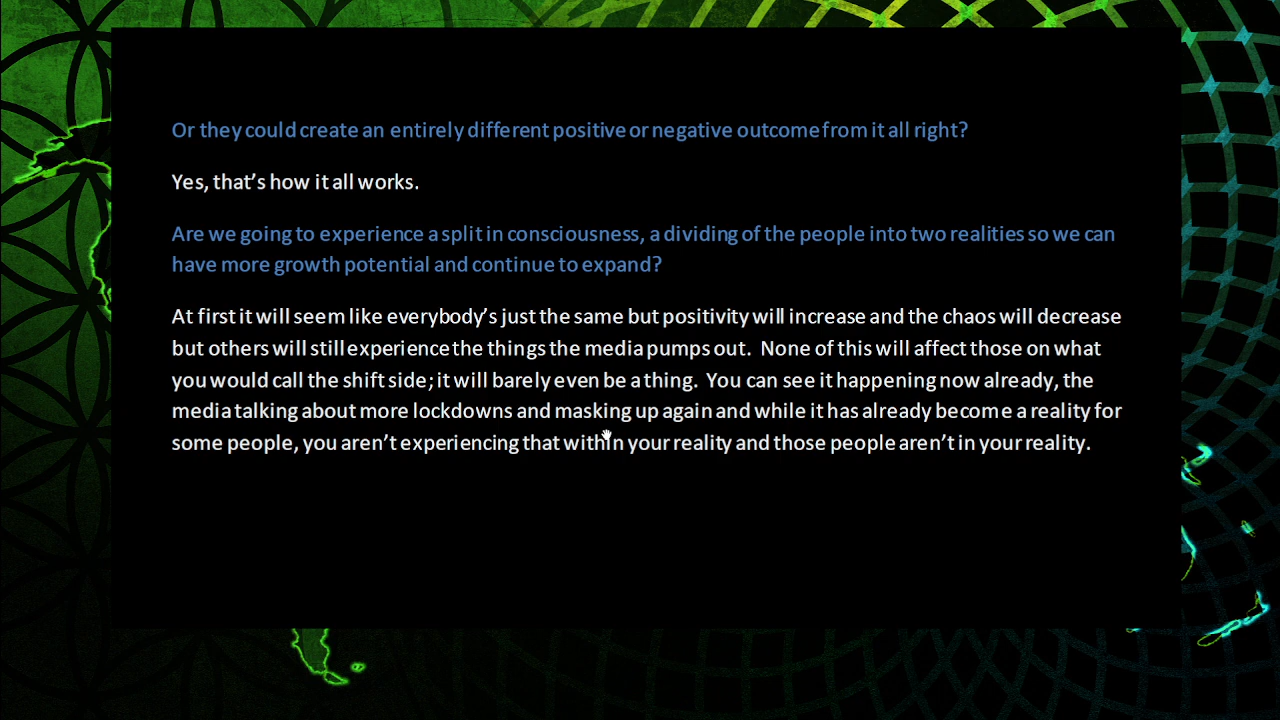 Or they could create an entirely different positive or negative outcome from it all right?
Yes, that's how it all works.
Are we going to experience a split in consciousness, a dividing of the people into two realities so we can
have more growth potential and continue to expand?
At first it will seem like everybody's just the same but positivity will increase and the chaos will decrease
but others will still experience the things the media pumps out.  None of this will affect those on what
you would call the shift side; it will barely even be a thing.  You can see it happening now already, the
media talking about more lockdowns and masking up again and while it has already become a reality for
some people, you aren't experiencing that within your reality and those people aren't in your reality.